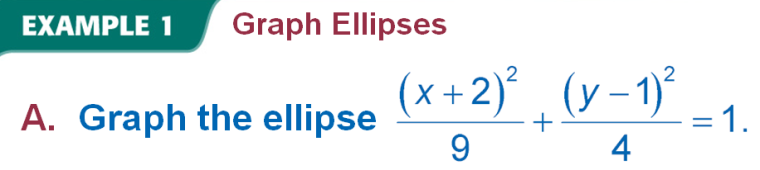 EXAMPLE 1 Graph Ellipses
A. Graph the ellipse (x + 2)²/9 + (y – 1)²/4 = 1.